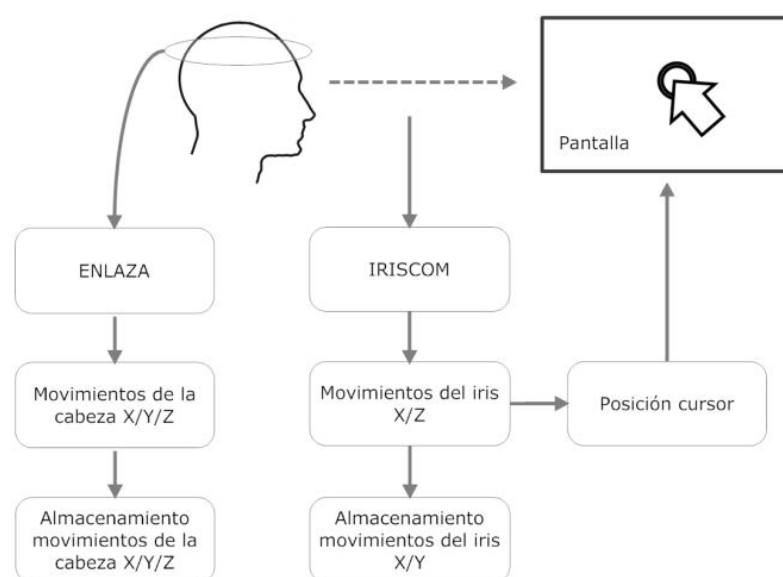 Pantalla
ENLAZA
IRISCOM
Movimientos de la
cabeza X/Y/Z
Movimientos del iris
X/Z
Posición cursor
Almacenamiento
movimientos de la
cabeza X/Y/Z
Almacenamiento
movimientos del iris
X/Y